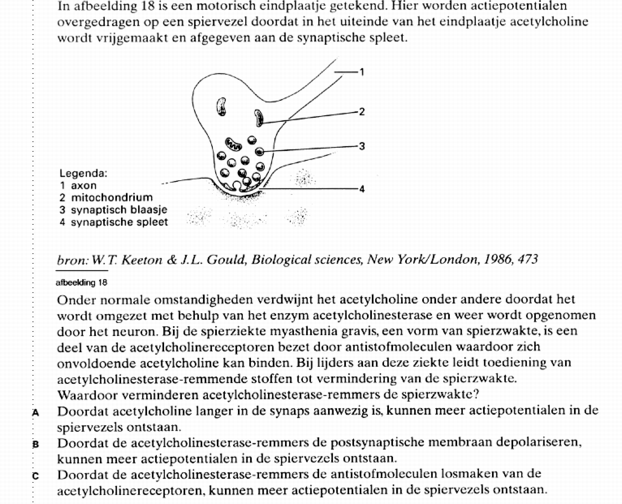 In afbeelding 18 is een motorisch eindplaatje getekend. Hier worden actiepotentialen
overgedragen op een spiervezel doordat in het uiteinde van het eindplaatje acetylcholine
wordt vrijgemaakt en afgegeven aan de synaptische spleet.
1
2
3
4
Legenda:
1 axon
2 mitochondrium
3 synaptisch blaasje
4 synaptische spleet
bron: W.T. Keeton & J.L. Gould, Biological sciences, New York/London, 1986, 473
afbeelding 18
Onder normale omstandigheden verdwijnt het acetylcholine onder andere doordat het
wordt omgezet met behulp van het enzym acetylcholinesterase en weer wordt opgenomen
door het neuron. Bij de spierziekte myasthenia gravis, een vorm van spierzwakte, is een
deel van de acetylcholinereceptoren bezet door antistofmoleculen waardoor zich
onvoldoende acetylcholine kan binden. Bij lijders aan deze ziekte leidt toediening van
acetylcholinesterase-remmende stoffen tot vermindering van de spierzwakte.
Waardoor verminderen acetylcholinesterase-remmers de spierzwakte?
A Doordat acetylcholine langer in de synaps aanwezig is, kunnen meer actiepotentialen in de
spiervezels ontstaan.
B Doordat de acetylcholinesterase-remmers de postsynaptische membraan depolariseren,
kunnen meer actiepotentialen in de spiervezels ontstaan.
C Doordat de acetylcholinesterase-remmers de antistofmoleculen losmaken van de
acetylcholinereceptoren, kunnen meer actiepotentialen in de spiervezels ontstaan.